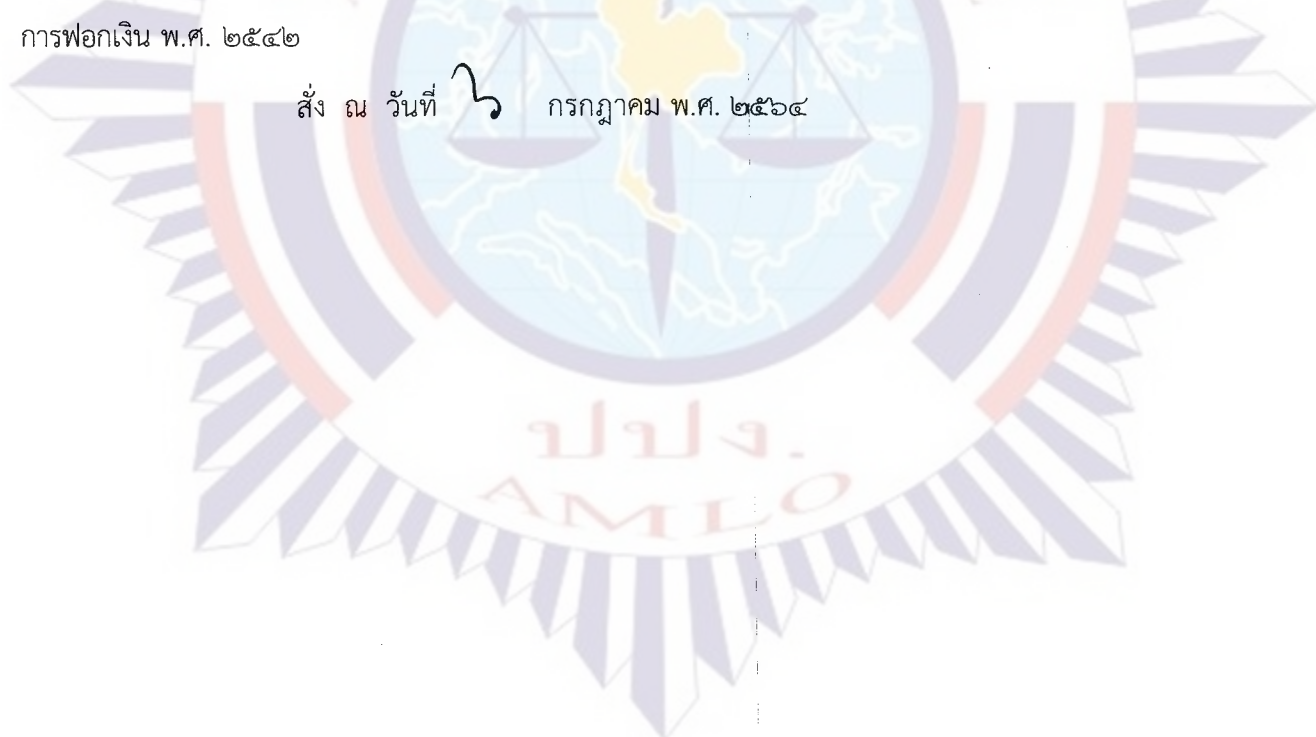 การฟอกเงิน พ.ศ. ๒๕๔๒
สั่ง ณ วันที่ ๖ กรกฎาคม พ.ศ. ๒๕๖๔
ปปง.
AMLO